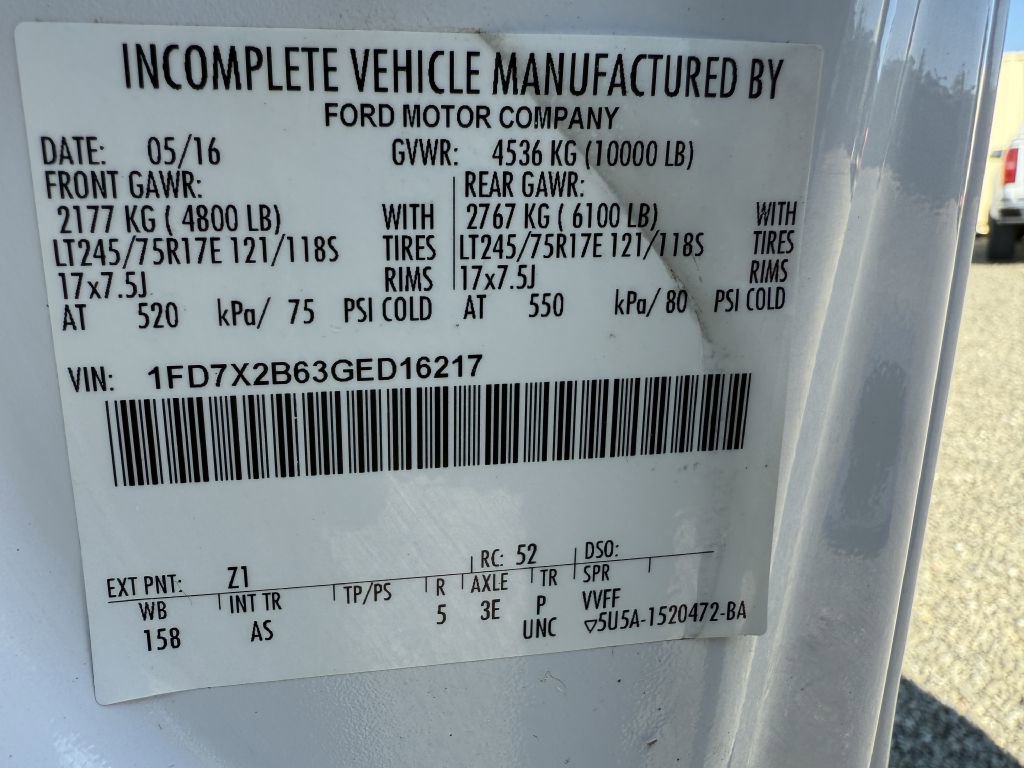 INCOMPLETE VEHICLE MANUFACTURED BY
FORD MOTOR COMPANY
DATE: 05/16 GVWR: 4536 KG (10000 LB)
FRONT GAWR: REAR GAWR:
2177 KG ( 4800 LB) WITH 2767 KG ( 6100 LB) WITH
LT245/75R17E 121/118S TIRES LT245/75R17E 121/118S TIRES
17x7.5J RIMS 17x7.5J RIMS
AT 520 kPa/ 75 PSI COLD AT 550 kPa/ 80 PSI COLD
VIN: 1FD7X2B63GED16217
EXT PNT: Z1 RC: 52 DSO:
WB INT TR TP/PS R AXLE TR SPR
158 AS 5 3E P VVFF
UNC ▽5U5A-1520472-BA